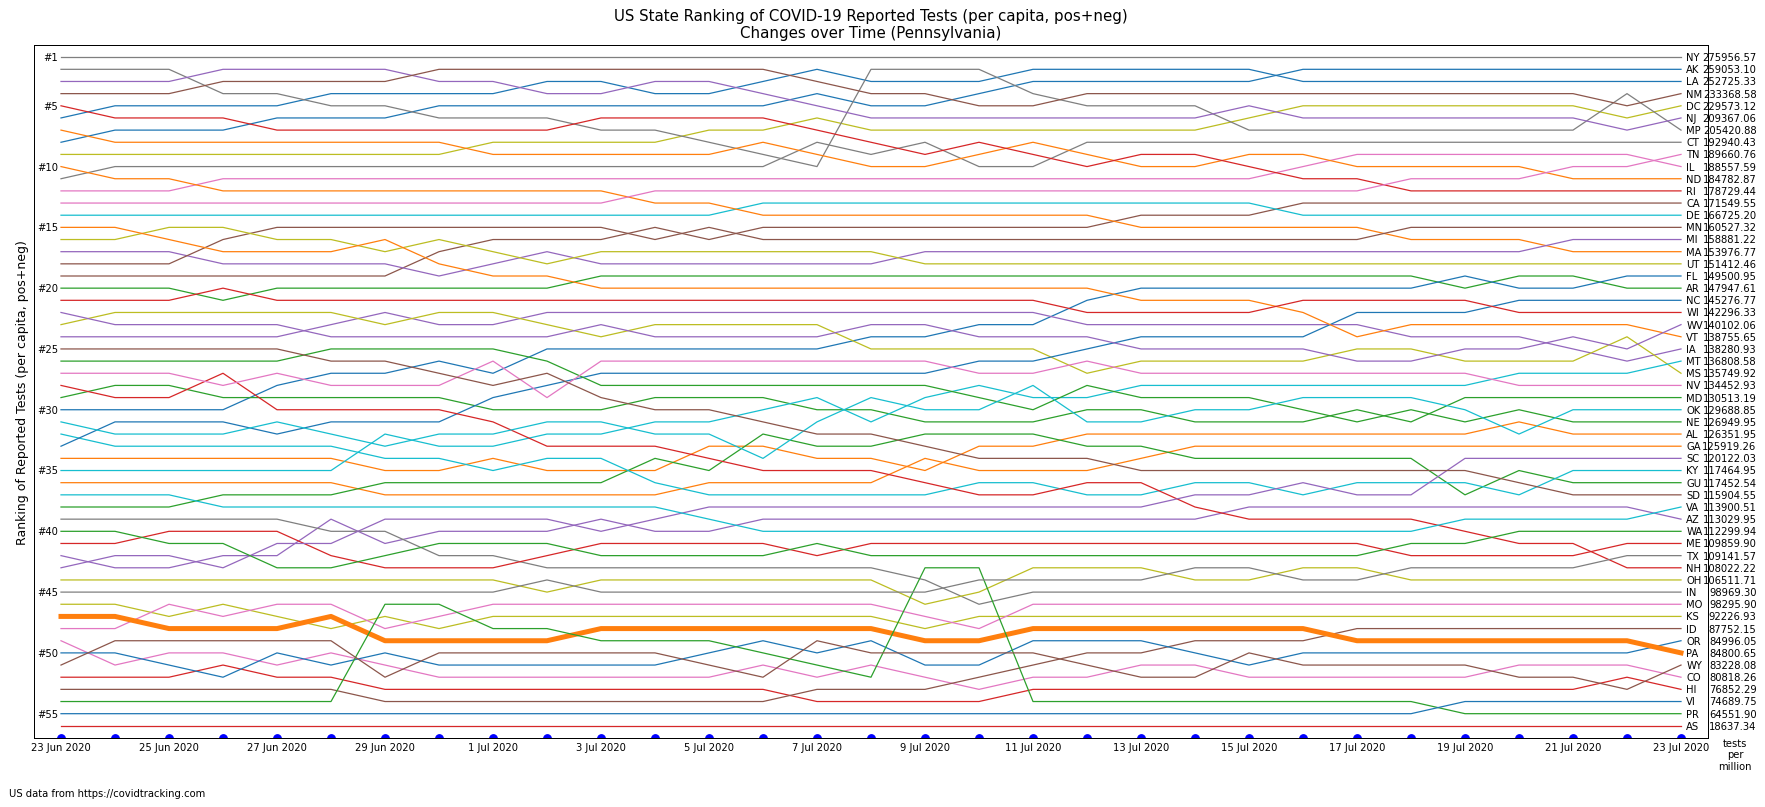 US State Ranking of COVID-19 Reported Tests (per capita, pos+neg)
Changes over Time (Pennsylvania)
Ranking of Reported Tests (per capita, pos+neg)
#1
#5
#10
#15
#20
#25
#30
#35
#40
#45
#50
#55
NY 275956.57
AK 259053.10
LA 252725.33
NM 233368.58
DC 229573.12
NJ 209367.06
MP 205420.88
CT 192940.43
TN 189660.76
IL 188557.59
ND 184782.87
RI 178729.44
CA 171549.55
DE 166725.20
MN 160527.32
MI 158881.22
MA 153976.77
UT 151412.46
FL 149500.95
AR 147947.61
NC 145276.77
WI 142296.33
WV 140102.06
VT 138755.65
IA 138280.93
MT 136808.58
MS 135749.92
NV 134452.93
MD 130513.19
OK 129688.85
NE 126949.95
AL 126351.95
GA 125919.26
SC 120122.03
KY 117464.95
GU 117452.54
SD 115904.55
VA 113900.51
AZ 113029.95
WA 112299.94
ME 109859.90
TX 109141.57
NH 108022.22
OH 106511.71
IN 98969.30
MO 98295.90
KS 92226.93
ID 87752.15
OR 84996.05
PA 84800.65
WY 83228.08
CO 80818.26
HI 76852.29
VI 74689.75
PR 64551.90
AS 18637.34
23 Jun 2020 25 Jun 2020 27 Jun 2020 29 Jun 2020 1 Jul 2020 3 Jul 2020 5 Jul 2020 7 Jul 2020 9 Jul 2020 11 Jul 2020 13 Jul 2020 15 Jul 2020 17 Jul 2020 19 Jul 2020 21 Jul 2020 23 Jul 2020
tests
per
million
US data from https://covidtracking.com